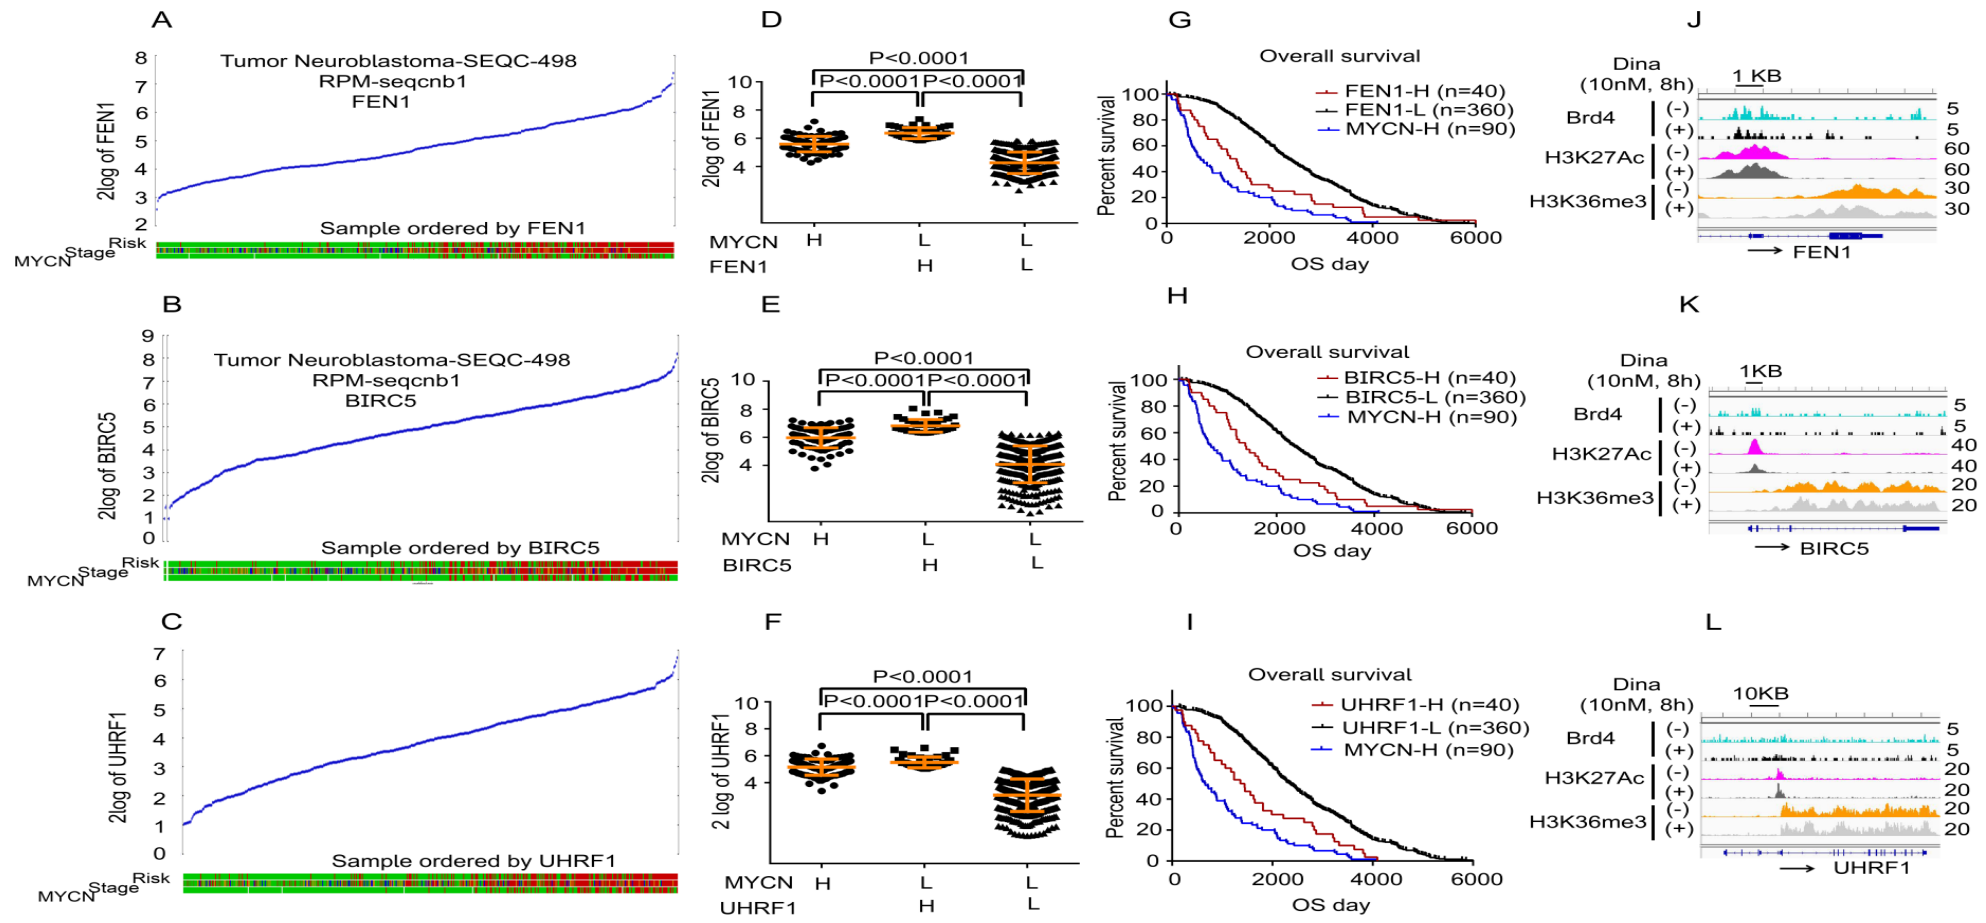 A
8
7
6
5
4
3
2
2log of FEN1
Tumor Neuroblastoma-SEQC-498
RPM-seqcnb1
FEN1
Sample ordered by FEN1
Risk
Stage
MYCN
D
P<0.0001
P<0.0001 P<0.0001
10
8
6
4
2log of FEN1
MYCN H L L
FEN1 H L
G
Overall survival
FEN1-H (n=40)
FEN1-L (n=360)
MYCN-H (n=90)
100
80
60
40
20
0
Percent survival
0 2000 4000 6000
OS day
J
Dina
(10nM, 8h)
1 KB
Brd4
(-) 5
(+) 5
H3K27Ac
(-) 60
(+) 60
H3K36me3
(-) 30
(+) 30
FEN1
B
9
8
7
6
5
4
3
2
1
0
2log of BIRC5
Tumor Neuroblastoma-SEQC-498
RPM-seqcnb1
BIRC5
Sample ordered by BIRC5
Risk
Stage
MYCN
E
P<0.0001
P<0.0001 P<0.0001
10
8
6
4
2log of BIRC5
MYCN H L L
BIRC5 H L
H
Overall survival
BIRC5-H (n=40)
BIRC5-L (n=360)
MYCN-H (n=90)
100
80
60
40
20
0
Percent survival
0 2000 4000 6000
OS day
K
Dina
(10nM, 8h)
1KB
Brd4
(-) 5
(+) 5
H3K27Ac
(-) 40
(+) 40
H3K36me3
(-) 20
(+) 20
BIRC5
C
7
6
5
4
3
2
1
0
2log of UHRF1
Sample ordered by UHRF1
Risk
Stage
MYCN
F
P<0.0001
P<0.0001 P<0.0001
10
8
6
4
2 log of UHRF1
MYCN H L L
UHRF1 H L
I
Overall survival
UHRF1-H (n=40)
UHRF1-L (n=360)
MYCN-H (n=90)
100
80
60
40
20
0
Percent survival
0 2000 4000 6000
OS day
L
Dina
(10nM, 8h)
10KB
Brd4
(-) 5
(+) 5
H3K27Ac
(-) 20
(+) 20
H3K36me3
(-) 20
(+) 20
UHRF1